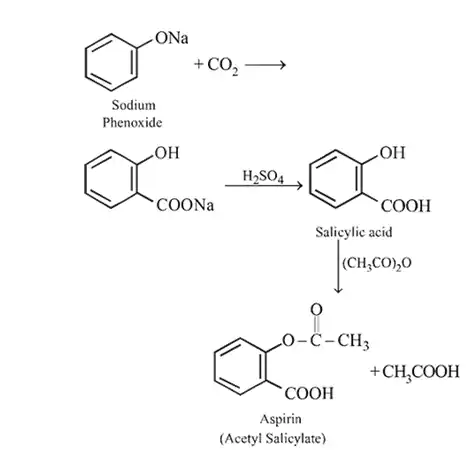 ONa
+ CO₂ ⟶
Sodium
Phenoxide
OH
COONa
H₂SO₄
OH
COOH
Salicylic acid
(CH₃CO)₂O
O
O–C–CH₃
COOH
+ CH₃COOH
Aspirin
(Acetyl Salicylate)